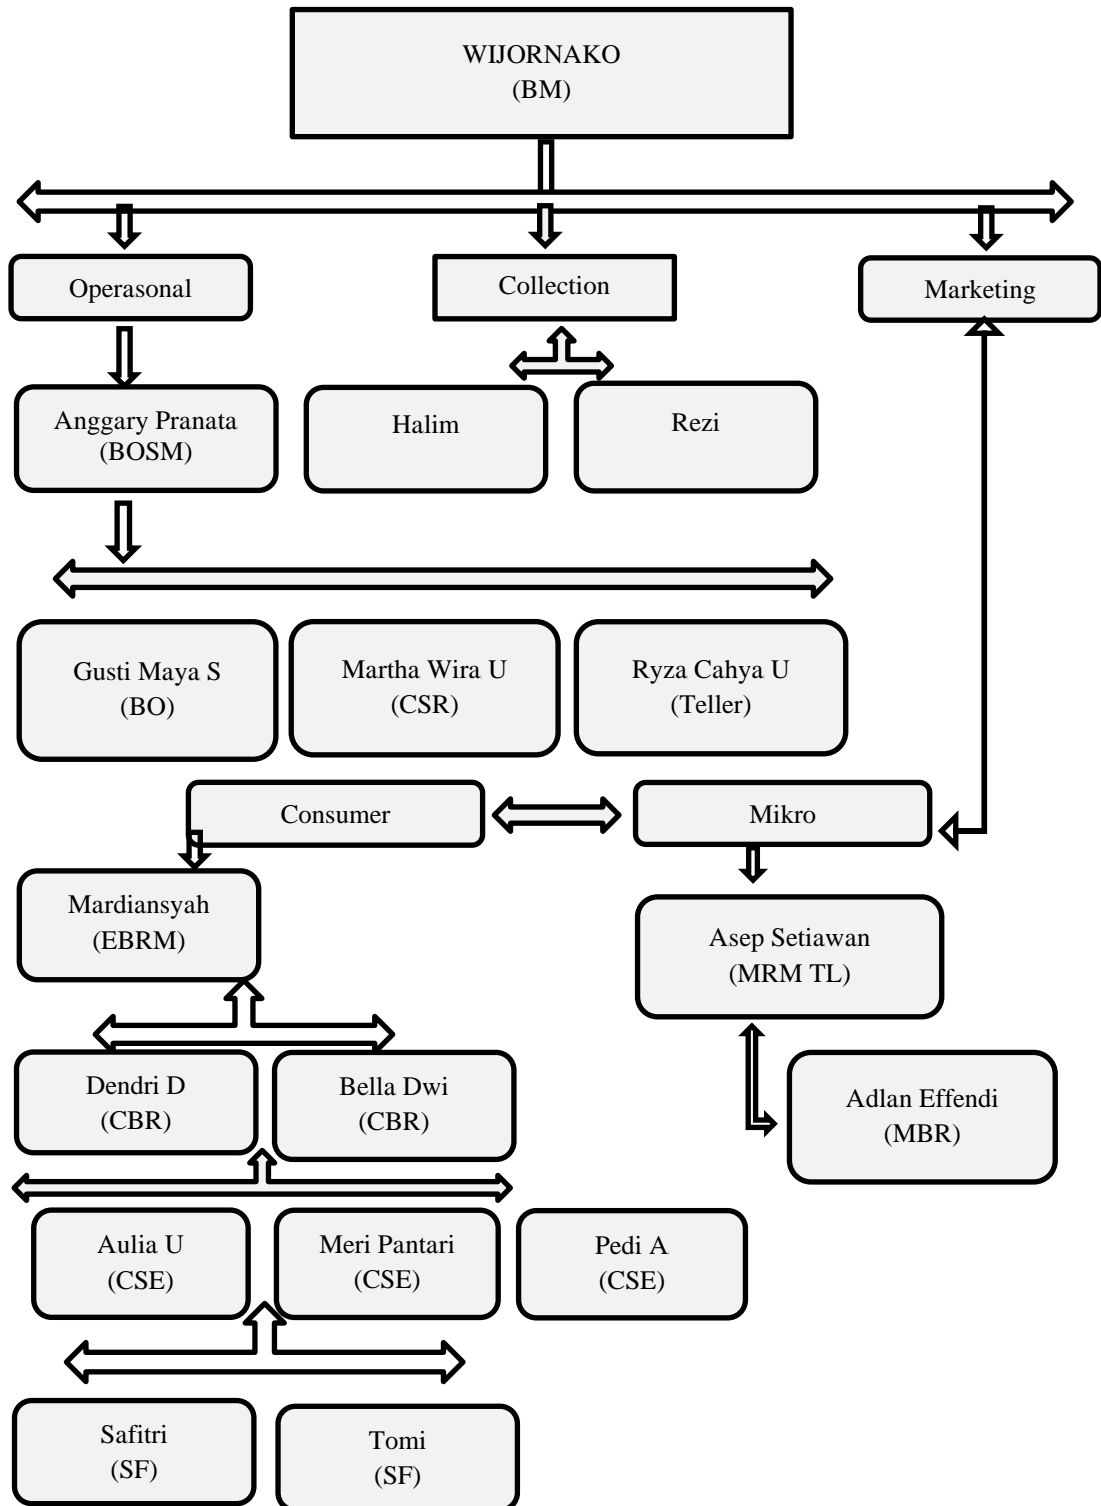 WIJORNAKO
(BM)
Operasonal
Collection
Marketing
Anggary Pranata
(BOSM)
Halim
Rezi
Gusti Maya S
(BO)
Martha Wira U
(CSR)
Ryza Cahya U
(Teller)
Consumer
Mikro
Mardiansyah
(EBRM)
Asep Setiawan
(MRM TL)
Dendri D
(CBR)
Bella Dwi
(CBR)
Adlan Effendi
(MBR)
Aulia U
(CSE)
Meri Pantari
(CSE)
Pedi A
(CSE)
Safitri
(SF)
Tomi
(SF)